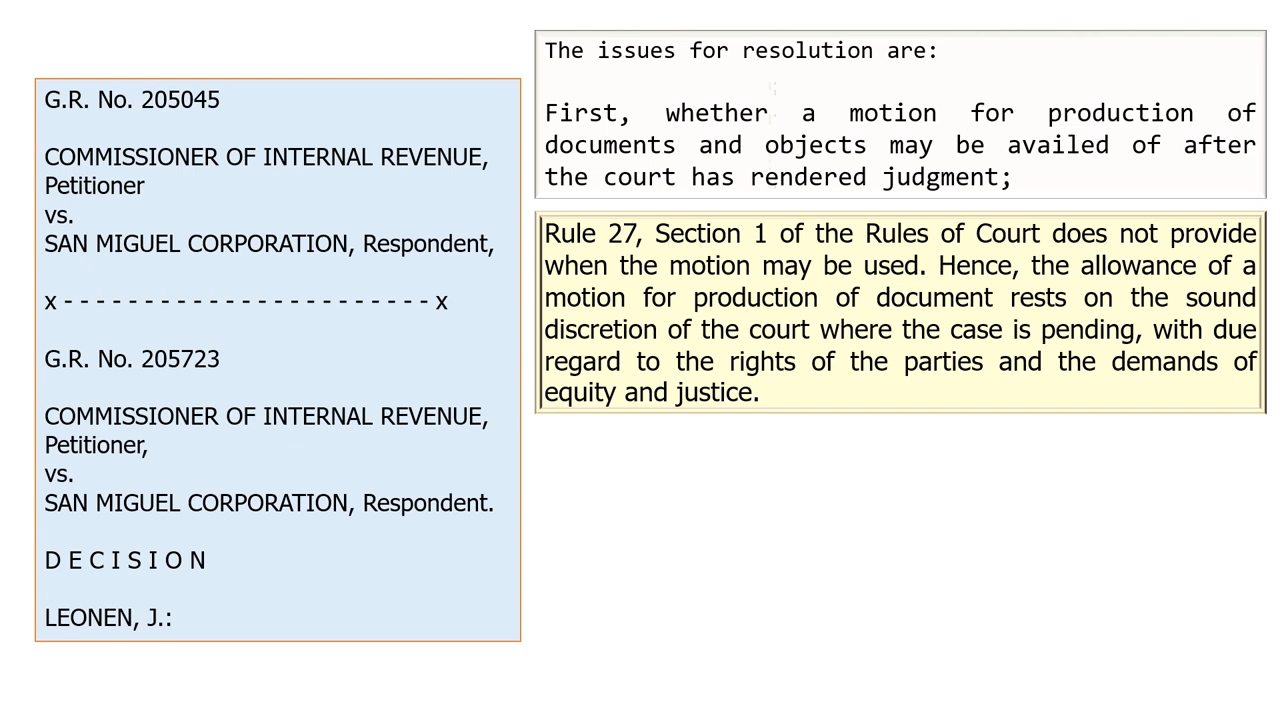 G.R. No. 205045
COMMISSIONER OF INTERNAL REVENUE,
Petitioner
vs.
SAN MIGUEL CORPORATION, Respondent,
x - - - - - - - - - - - - - - - - - - - - - - - x
G.R. No. 205723
COMMISSIONER OF INTERNAL REVENUE,
Petitioner,
vs.
SAN MIGUEL CORPORATION, Respondent.
D E C I S I O N
LEONEN, J.:
The issues for resolution are:
First, whether a motion for production of
documents and objects may be availed of after
the court has rendered judgment;
Rule 27, Section 1 of the Rules of Court does not provide
when the motion may be used. Hence, the allowance of a
motion for production of document rests on the sound
discretion of the court where the case is pending, with due
regard to the rights of the parties and the demands of
equity and justice.